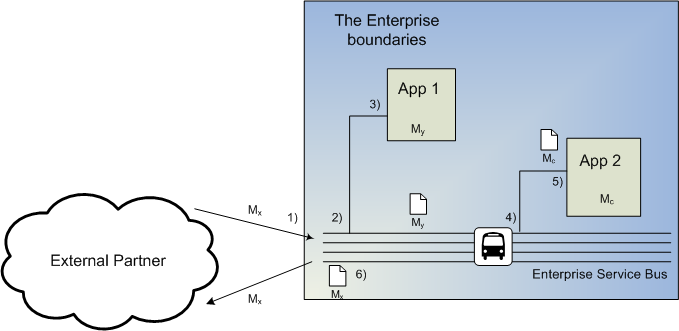 The Enterprise
boundaries
App 1
3)
My
Mc
App 2
5)
Mc
Mx
1)
2)
My
4)
External Partner
Mx
6)
Mx
Enterprise Service Bus